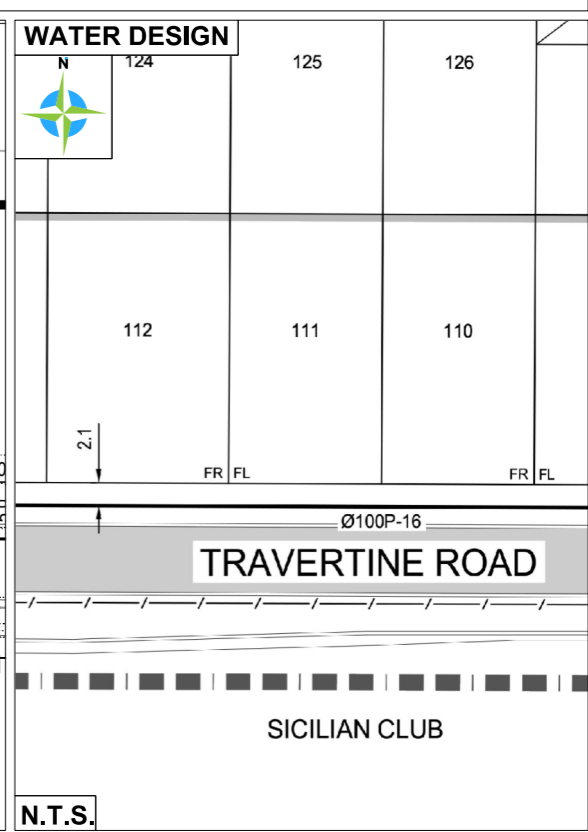 WATER DESIGN
N
124 125 126
112 111 110
2.1
FR FL FR FL
Ø100P-16
TRAVERTINE ROAD
SICILIAN CLUB
N.T.S.